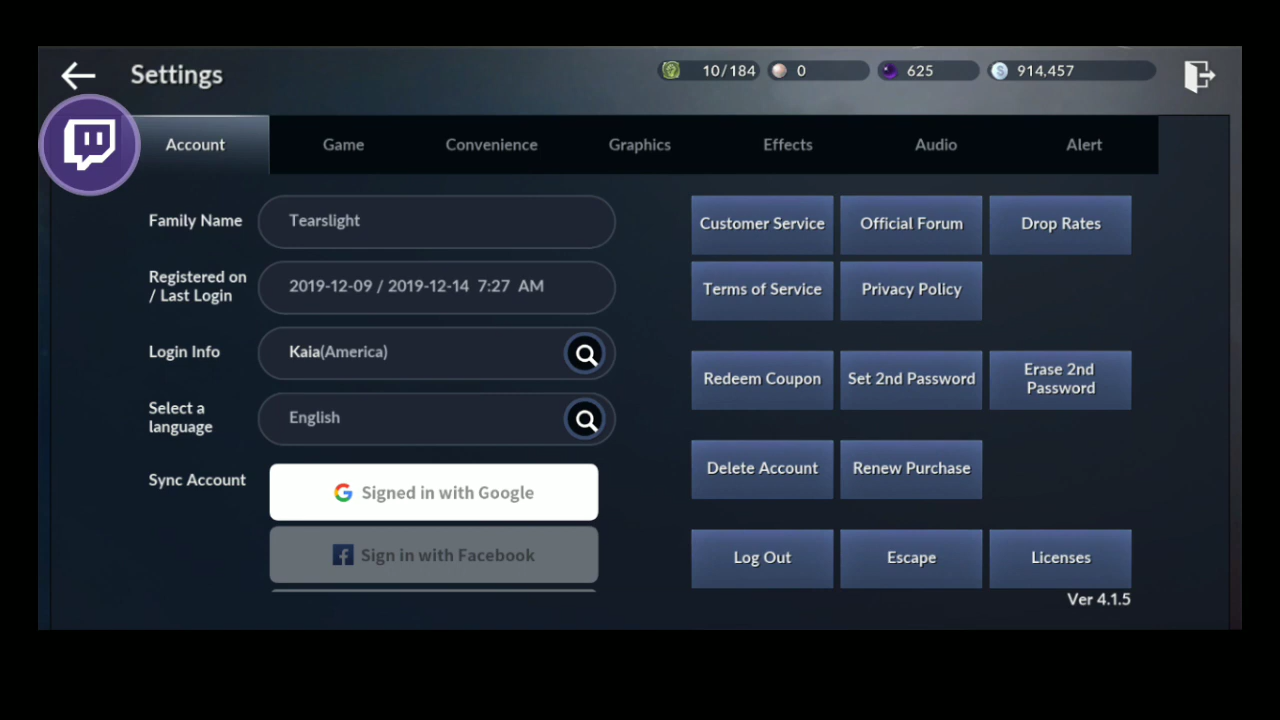 Settings
10/184
0
625
914,457
Account
Game
Convenience
Graphics
Effects
Audio
Alert
Family Name
Tearslight
Registered on
/ Last Login
2019-12-09 / 2019-12-14 7:27 AM
Login Info
Kaia(America)
Select a
language
English
Sync Account
Signed in with Google
Sign in with Facebook
Customer Service
Official Forum
Drop Rates
Terms of Service
Privacy Policy
Redeem Coupon
Set 2nd Password
Erase 2nd
Password
Delete Account
Renew Purchase
Log Out
Escape
Licenses
Ver 4.1.5